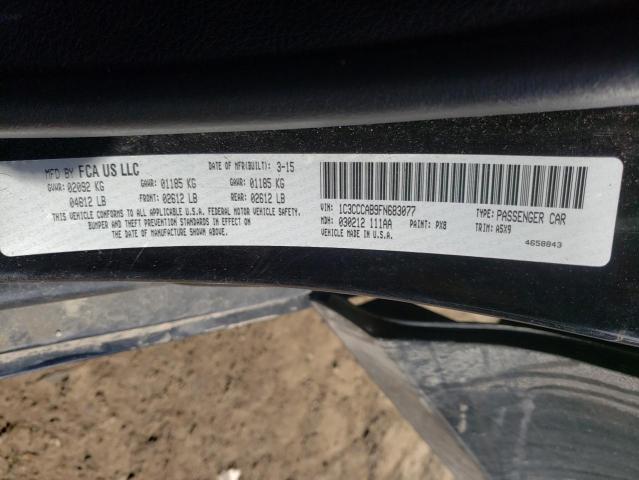 MFD BY FCA US LLC DATE OF MFR(BUILT): 3-15
GVWR: 02092 KG GAWR: 01185 KG GAWR: 01185 KG
04612 LB FRONT: 02612 LB REAR: 02612 LB
THIS VEHICLE CONFORMS TO ALL APPLICABLE U.S.A. FEDERAL MOTOR VEHICLE SAFETY,
BUMPER AND THEFT PREVENTION STANDARDS IN EFFECT ON
THE DATE OF MANUFACTURE SHOWN ABOVE.
1C3CCCAB9FN683077 TYPE: PASSENGER CAR
MDH: 030212 111AA PAINT: PX8 TRIM: A5X9
VEHICLE MADE IN U.S.A. 4658843